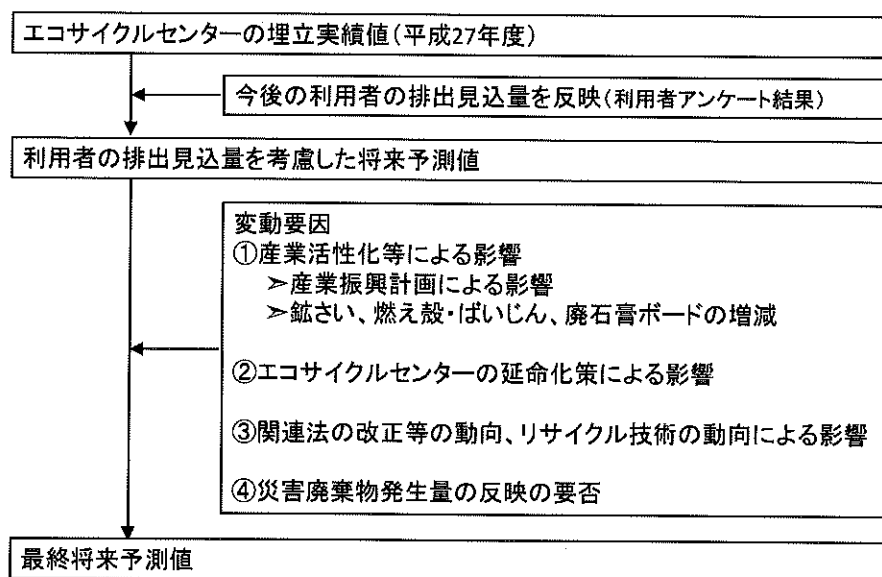 エコサイクルセンターの埋立実績値(平成27年度)
今後の利用者の排出見込量を反映(利用者アンケート結果)
利用者の排出見込量を考慮した将来予測値
変動要因
①産業活性化等による影響
➢産業振興計画による影響
➢鉱さい、燃え殻・ばいじん、廃石膏ボードの増減
②エコサイクルセンターの延命化策による影響
③関連法の改正等の動向、リサイクル技術の動向による影響
④災害廃棄物発生量の反映の要否
最終将来予測値